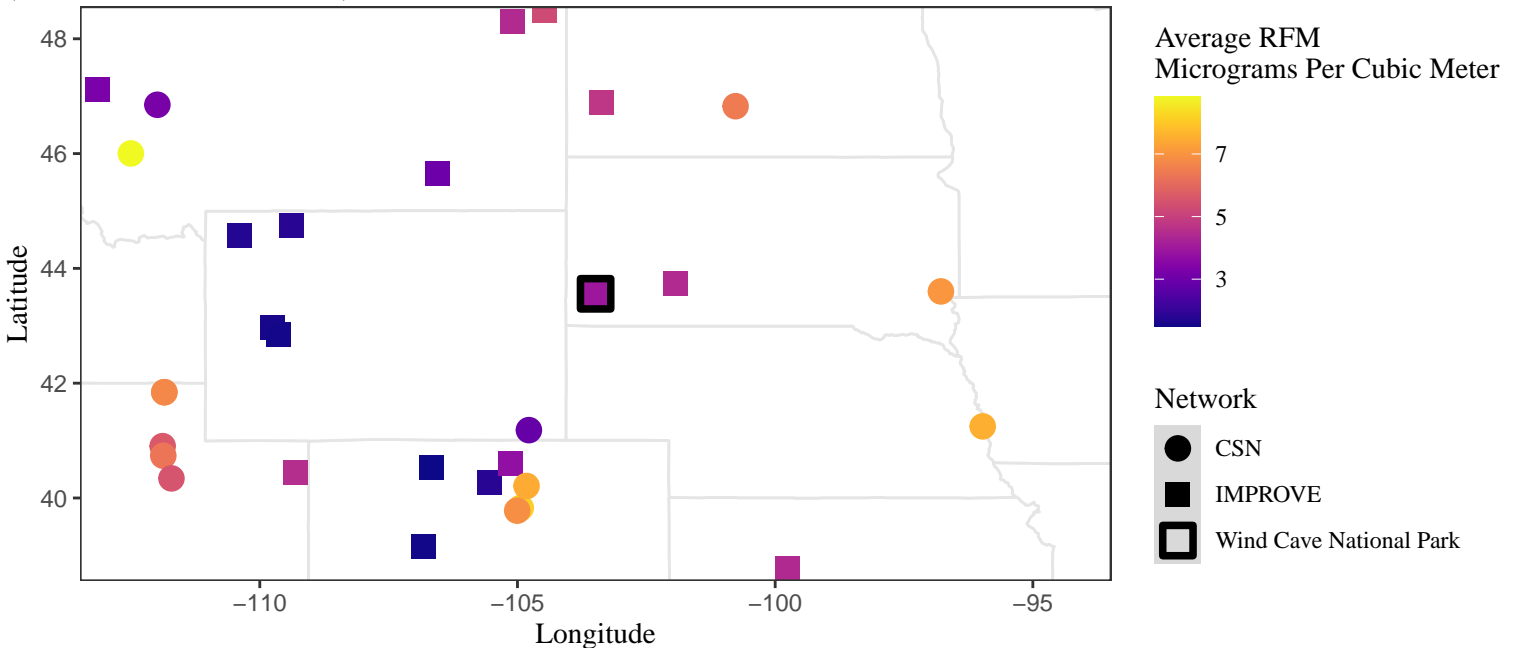 48
46
44
42
40
Latitude
−110
−105
−100
−95
Longitude
Average RFM
Micrograms Per Cubic Meter
7
5
3
Network
CSN
IMPROVE
Wind Cave National Park